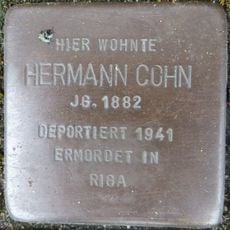 HIER WOHNTE
HERMANN COHN
JG. 1882
DEPORTIERT 1941
ERMORDET IN
RIGA